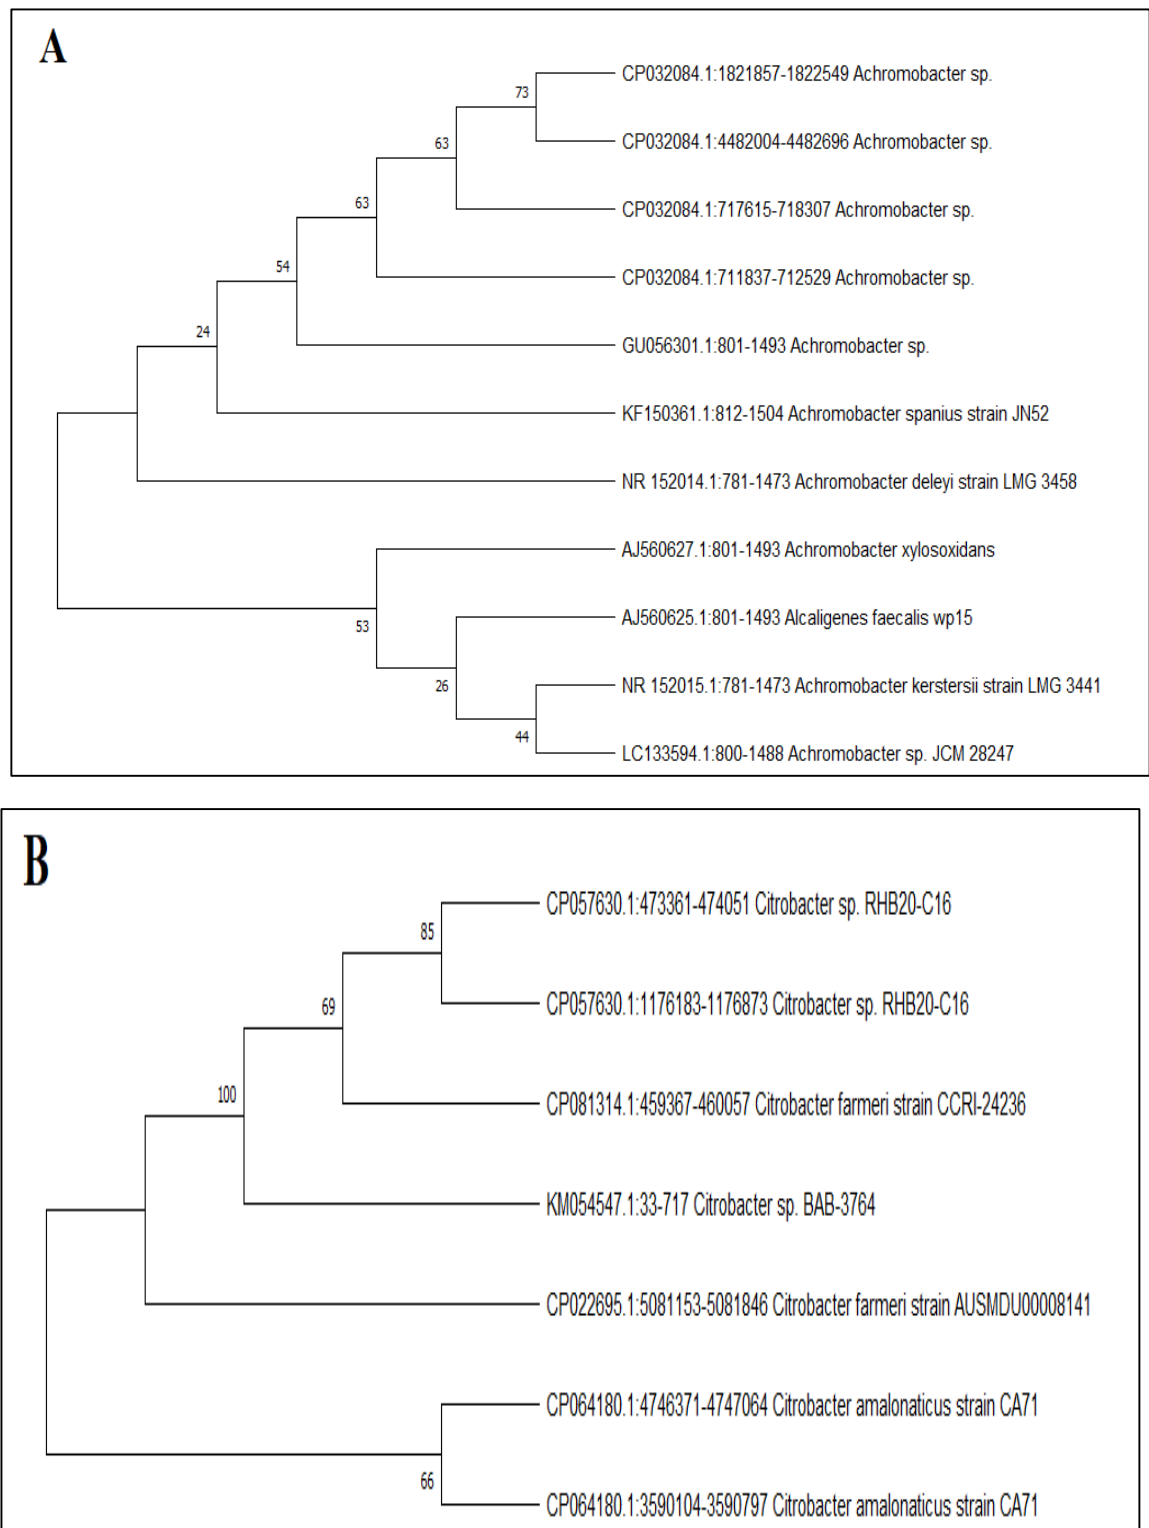 A
CP032084.1:1821857-1822549 Achromobacter sp.
73
CP032084.1:4482004-4482696 Achromobacter sp.
63
CP032084.1:717615-718307 Achromobacter sp.
63
CP032084.1:711837-712529 Achromobacter sp.
54
GU056301.1:801-1493 Achromobacter sp.
24
KF150361.1:812-1504 Achromobacter spanius strain JN52
NR 152014.1:781-1473 Achromobacter deleyi strain LMG 3458
AJ560627.1:801-1493 Achromobacter xylosoxidans
53
AJ560625.1:801-1493 Alcaligenes faecalis wp15
26
NR 152015.1:781-1473 Achromobacter kerstersii strain LMG 3441
44
LC133594.1:800-1488 Achromobacter sp. JCM 28247
B
CP057630.1:473361-474051 Citrobacter sp. RHB20-C16
85
CP057630.1:1176183-1176873 Citrobacter sp. RHB20-C16
69
CP081314.1:459367-460057 Citrobacter farmeri strain CCRI-24236
100
KM054547.1:33-717 Citrobacter sp. BAB-3764
CP022695.1:5081153-5081846 Citrobacter farmeri strain AUSMDU00008141
CP064180.1:4746371-4747064 Citrobacter amalonaticus strain CA71
66
CP064180.1:3590104-3590797 Citrobacter amalonaticus strain CA71